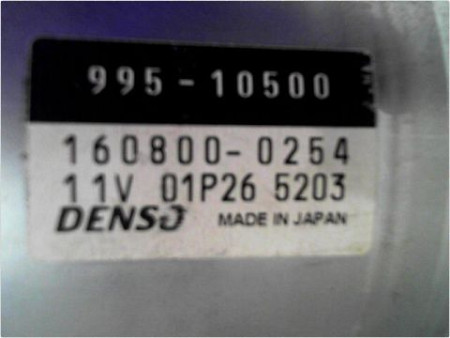 995-10500
160800-0254
11V 01P26 5203
DENSO MADE IN JAPAN